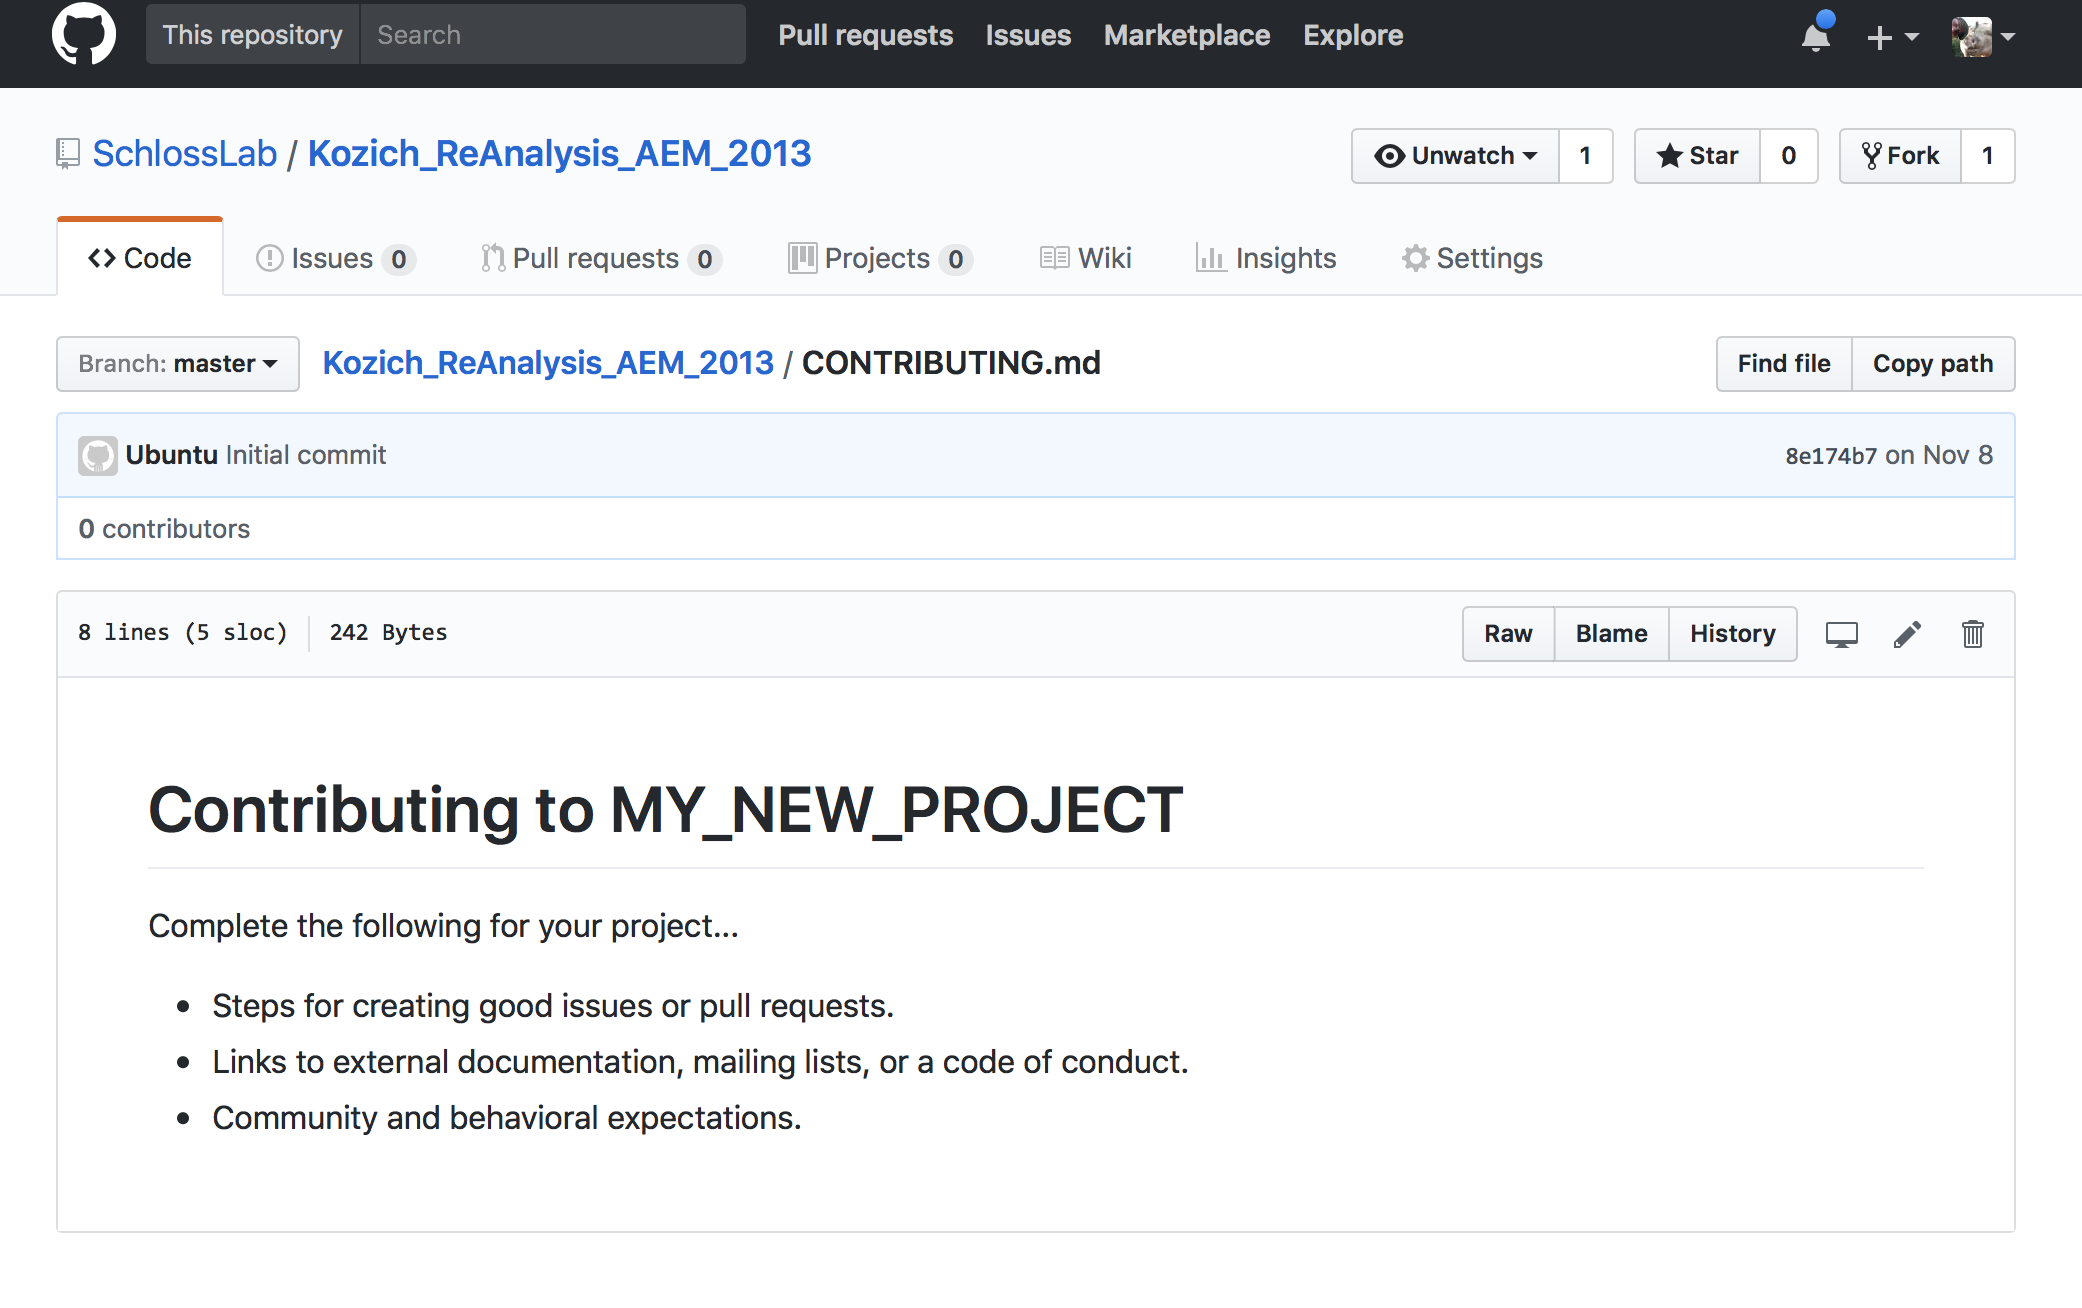 This repository Search Pull requests Issues Marketplace Explore
SchlossLab / Kozich_ReAnalysis_AEM_2013 Unwatch 1 Star 0 Fork 1
Code Issues 0 Pull requests 0 Projects 0 Wiki Insights Settings
Branch: master Kozich_ReAnalysis_AEM_2013 / CONTRIBUTING.md Find file Copy path
Ubuntu Initial commit 8e174b7 on Nov 8
0 contributors
8 lines (5 sloc) 242 Bytes Raw Blame History
Contributing to MY_NEW_PROJECT
Complete the following for your project...
• Steps for creating good issues or pull requests.
• Links to external documentation, mailing lists, or a code of conduct.
• Community and behavioral expectations.